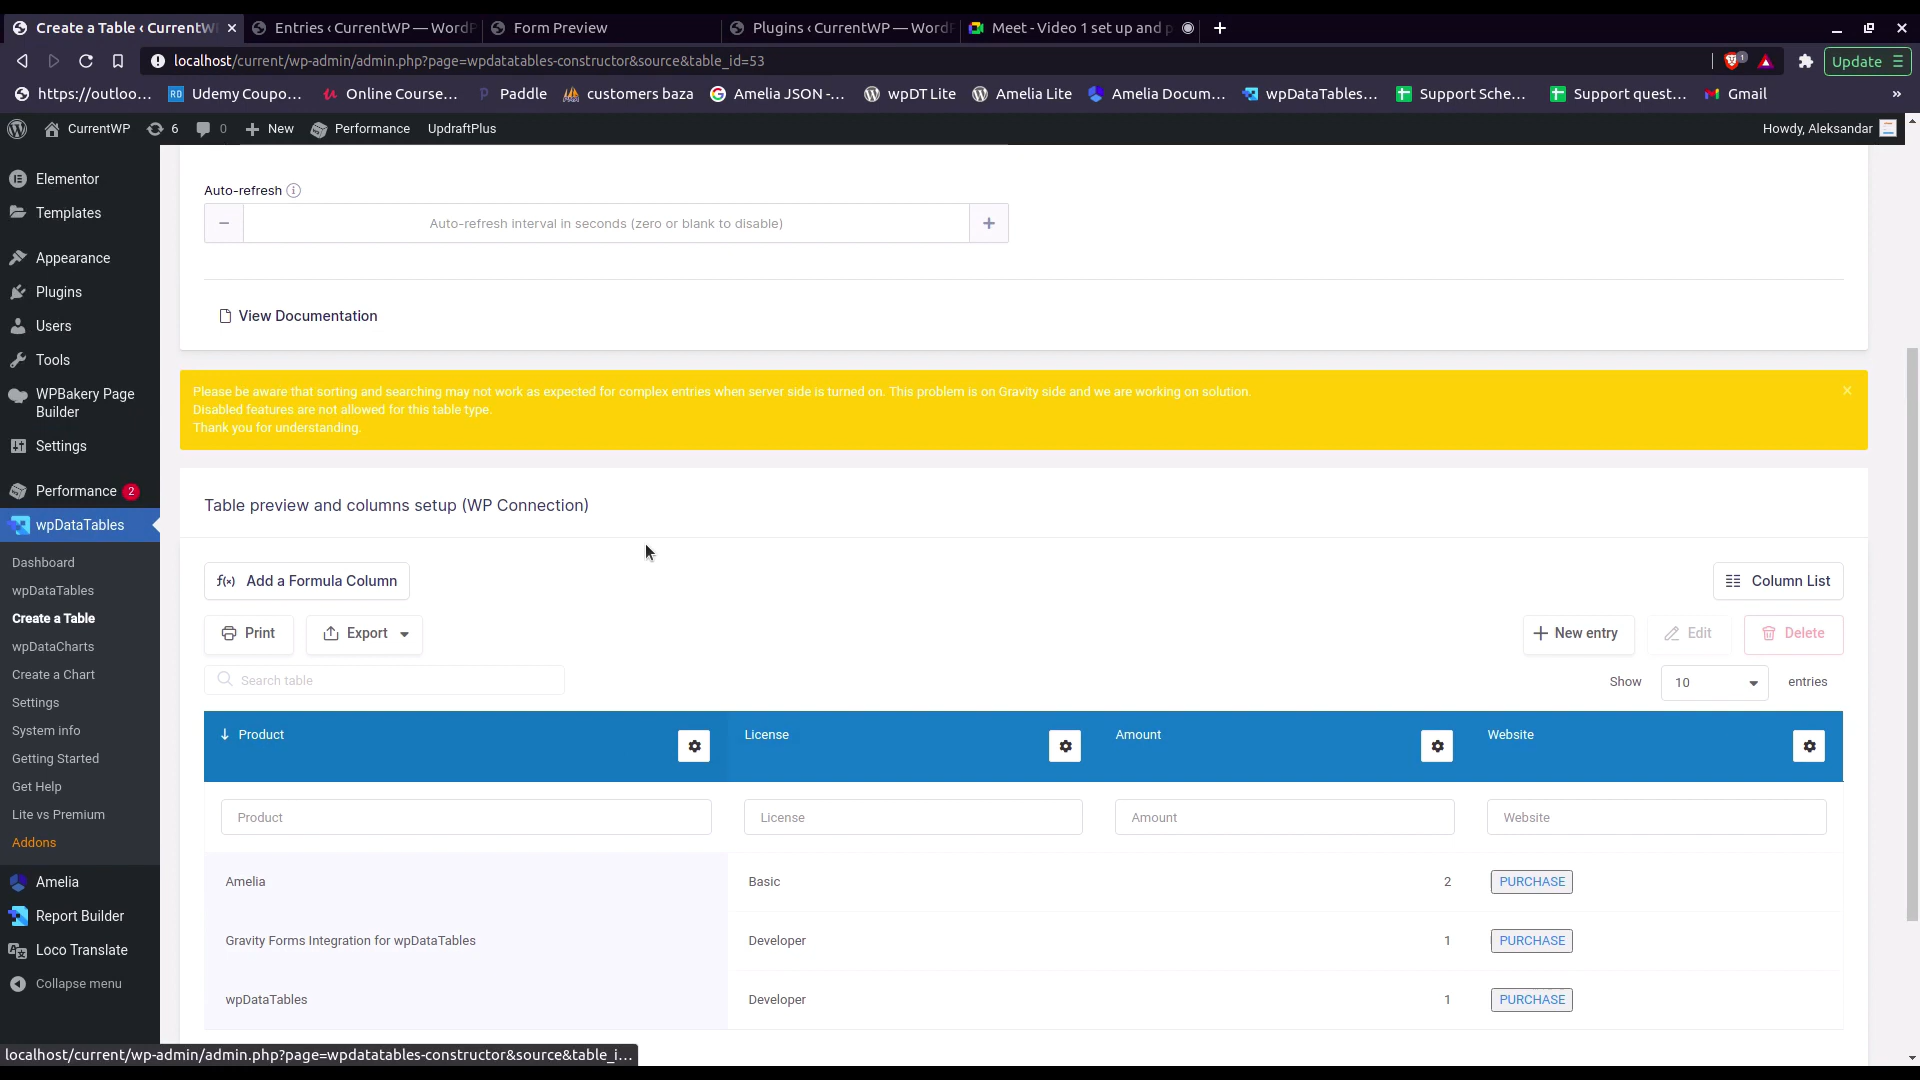 Create a Table ‹ CurrentW
Entries ‹ CurrentWP — WordP
Form Preview
Plugins ‹ CurrentWP — Word
Meet - Video 1 set up and p
localhost/current/wp-admin/admin.php?page=wpdatatables-constructor&source&table_id=53
1
Update
https://outloo...
RD
Udemy Coupo...
Online Course...
Paddle
customers baza
Amelia JSON -...
wpDT Lite
Amelia Lite
Amelia Docum...
wpDataTables...
Support Sche...
Support quest...
Gmail
»
CurrentWP
6
0
New
Performance
UpdraftPlus
Howdy, Aleksandar
Elementor
Templates
Appearance
Plugins
Users
Tools
WPBakery Page
Builder
Settings
Performance 2
wpDataTables
Dashboard
wpDataTables
Create a Table
wpDataCharts
Create a Chart
Settings
System info
Getting Started
Get Help
Lite vs Premium
Addons
Amelia
Report Builder
Loco Translate
Collapse menu
Auto-refresh
Auto-refresh interval in seconds (zero or blank to disable)
View Documentation
Please be aware that sorting and searching may not work as expected for complex entries when server side is turned on. This problem is on Gravity side and we are working on solution.
Disabled features are not allowed for this table type.
Thank you for understanding.
Table preview and columns setup (WP Connection)
f(x) Add a Formula Column
Column List
Print
Export
New entry
Edit
Delete
Search table
Show
10
entries
Product
License
Amount
Website
Product
License
Amount
Website
Amelia
Basic
2
PURCHASE
Gravity Forms Integration for wpDataTables
Developer
1
PURCHASE
wpDataTables
Developer
1
PURCHASE
localhost/current/wp-admin/admin.php?page=wpdatatables-constructor&source&table_i...